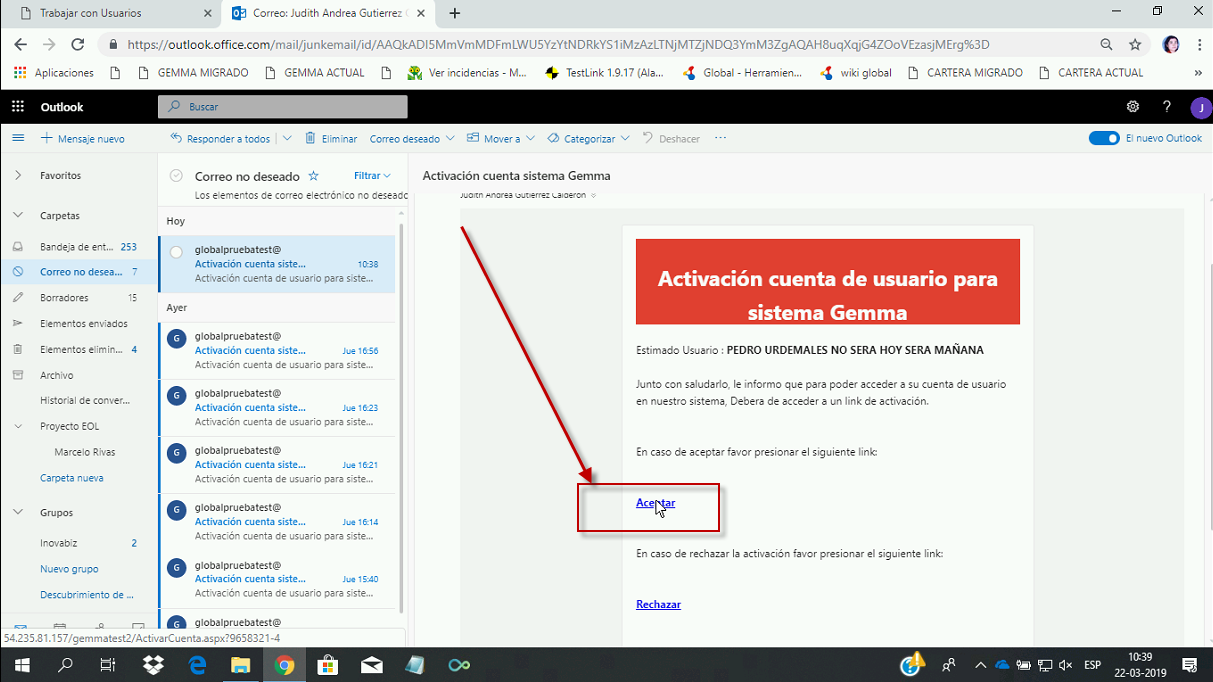 Trabajar con Usuarios
Correo: Judith Andrea Gutierrez
https://outlook.office.com/mail/junkemail/id/AAQkADI5MmVmMDFmLWU5YzYtNDRkYS1iMzAzLTNjMTZjNDQ3YmM3ZgAQAH8uqXqjG4ZOoVEzasjMErg%3D
Aplicaciones
GEMMA MIGRADO
GEMMA ACTUAL
Ver incidencias - M...
TestLink 1.9.17 (Ala...
Global - Herramien...
wiki global
CARTERA MIGRADO
CARTERA ACTUAL
»
Outlook
Buscar
?
J
Mensaje nuevo
Responder a todos
Eliminar
Correo deseado
Mover a
Categorizar
Deshacer
...
El nuevo Outlook
Favoritos
Carpetas
Bandeja de ent... 253
Correo no desea... 7
Borradores 15
Elementos enviados
Elementos elimin... 4
Archivo
Historial de conver...
Proyecto EOL
Marcelo Rivas
Carpeta nueva
Grupos
Inovabiz 2
Nuevo grupo
Descubrimiento de ...
Correo no deseado
Filtrar
Los elementos de correo electrónico no deseado
Hoy
globalpruebatest@
Activación cuenta siste... 10:38
Activación cuenta de usuario para siste...
Ayer
G
globalpruebatest@
Activación cuenta siste... Jue 16:56
Activación cuenta de usuario para siste...
G
globalpruebatest@
Activación cuenta siste... Jue 16:23
Activación cuenta de usuario para siste...
G
globalpruebatest@
Activación cuenta siste... Jue 16:21
Activación cuenta de usuario para siste...
G
globalpruebatest@
Activación cuenta siste... Jue 16:14
Activación cuenta de usuario para siste...
G
globalpruebatest@
Activación cuenta siste... Jue 15:40
Activación cuenta de usuario para siste...
G
globalpruebatest@
Activación cuenta sistema Gemma
Judith Andrea Gutierrez Calderon
Activación cuenta de usuario para
sistema Gemma
Estimado Usuario : PEDRO URDEMALES NO SERA HOY SERA MAÑANA
Junto con saludarlo, le informo que para poder acceder a su cuenta de usuario
en nuestro sistema, Debera de acceder a un link de activación.
En caso de aceptar favor presionar el siguiente link:
Aceptar
En caso de rechazar la activación favor presionar el siguiente link:
Rechazar
54.235.81.157/gemmatest2/ActivarCuenta.aspx?9658321-4
ESP
10:39
22-03-2019